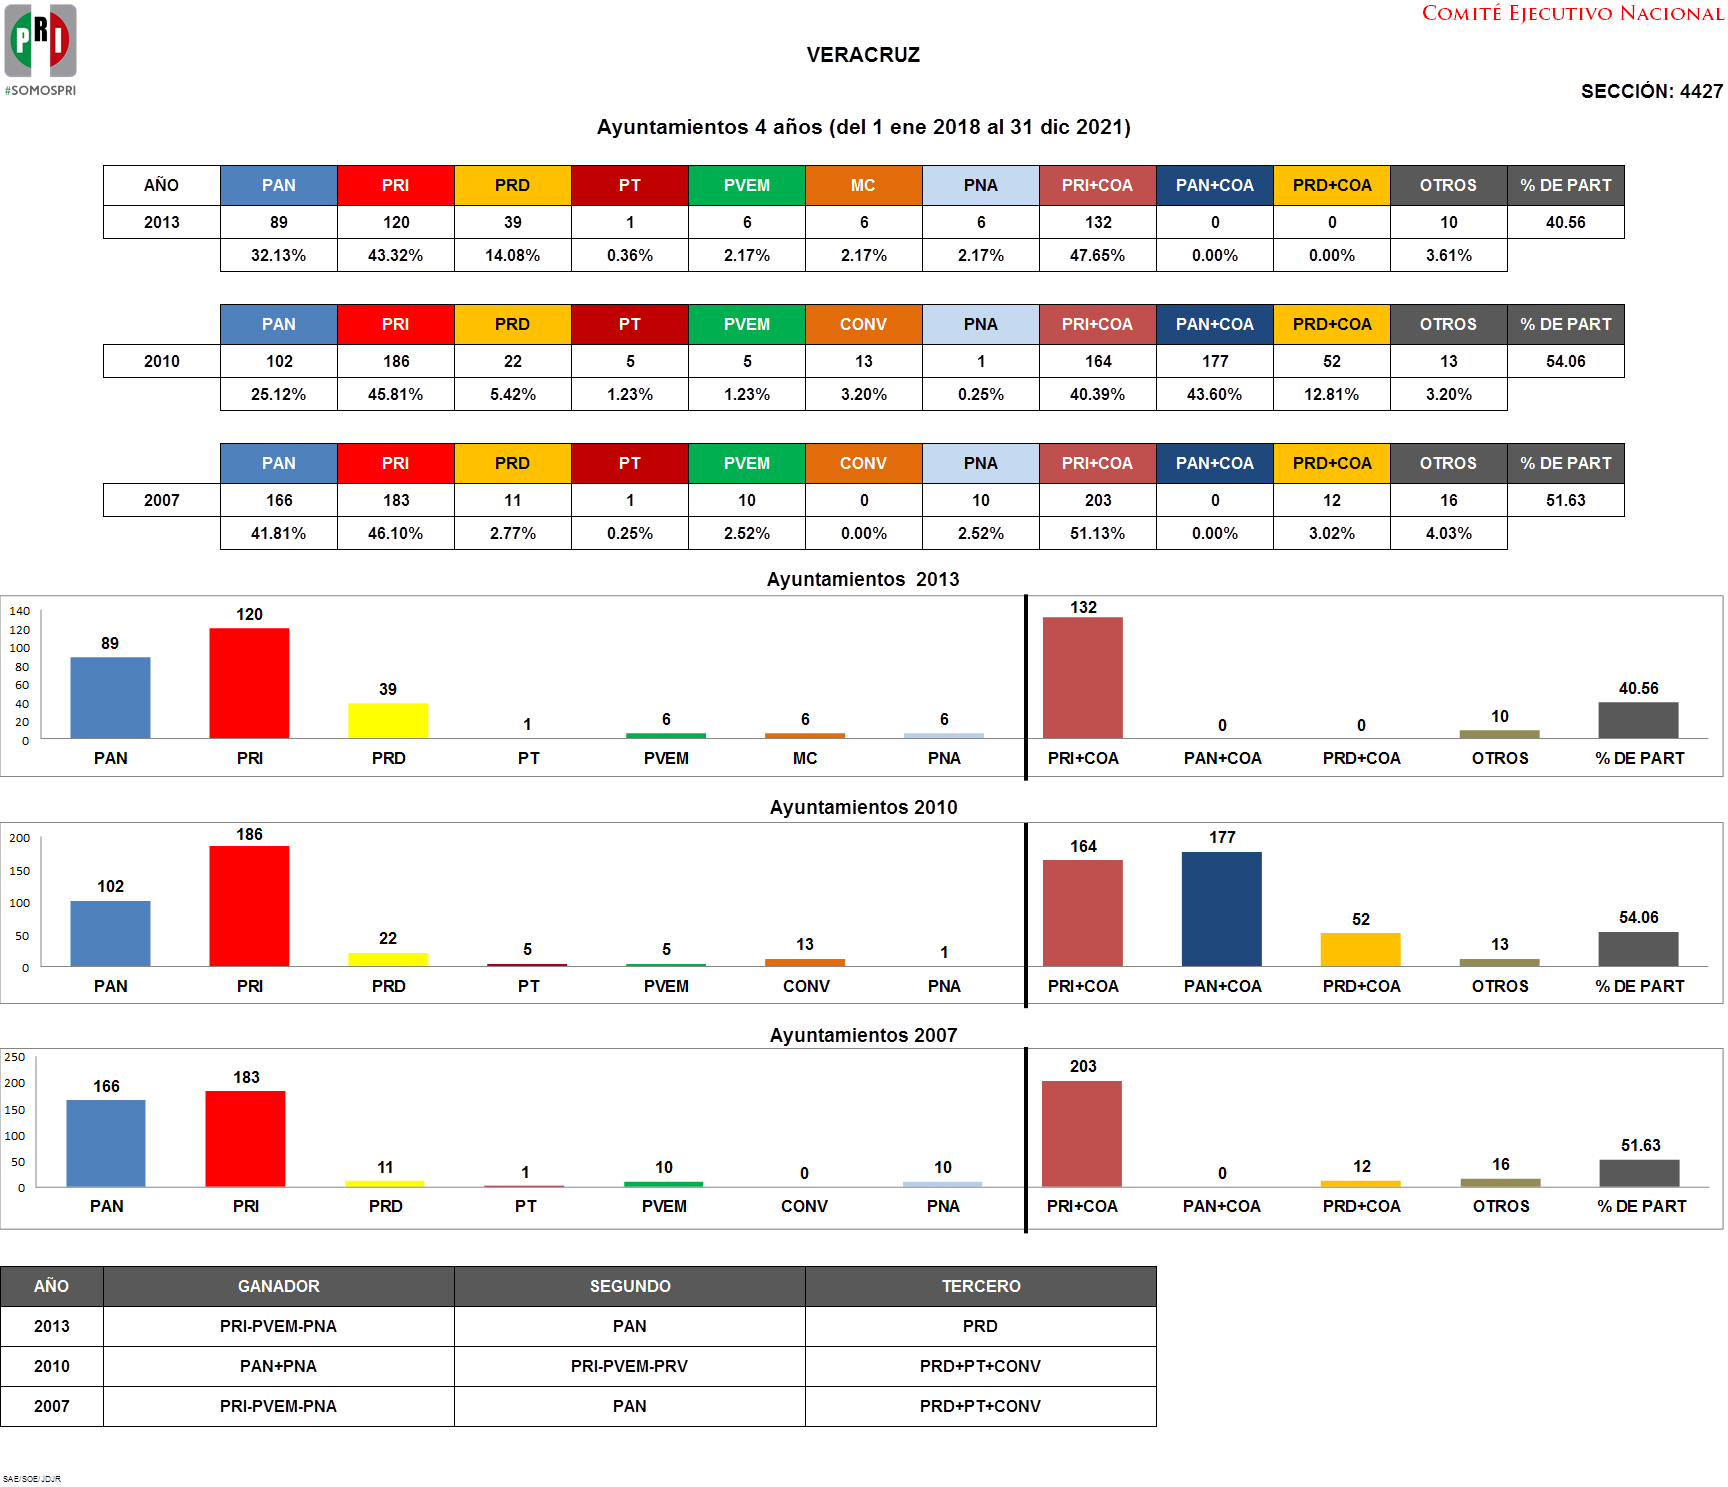 PRI
#SOMOSPRI
COMITÉ EJECUTIVO NACIONAL
VERACRUZ
SECCIÓN: 4427
Ayuntamientos 4 años (del 1 ene 2018 al 31 dic 2021)
AÑO PAN PRI PRD PT PVEM MC PNA PRI+COA PAN+COA PRD+COA OTROS % DE PART
2013 89 120 39 1 6 6 6 132 0 0 10 40.56
32.13% 43.32% 14.08% 0.36% 2.17% 2.17% 2.17% 47.65% 0.00% 0.00% 3.61%
PAN PRI PRD PT PVEM CONV PNA PRI+COA PAN+COA PRD+COA OTROS % DE PART
2010 102 186 22 5 5 13 1 164 177 52 13 54.06
25.12% 45.81% 5.42% 1.23% 1.23% 3.20% 0.25% 40.39% 43.60% 12.81% 3.20%
PAN PRI PRD PT PVEM CONV PNA PRI+COA PAN+COA PRD+COA OTROS % DE PART
2007 166 183 11 1 10 0 10 203 0 12 16 51.63
41.81% 46.10% 2.77% 0.25% 2.52% 0.00% 2.52% 51.13% 0.00% 3.02% 4.03%
Ayuntamientos 2013
140
120
100
80
60
40
20
0
89 120 39 1 6 6 6 132 0 0 10 40.56
PAN PRI PRD PT PVEM MC PNA PRI+COA PAN+COA PRD+COA OTROS % DE PART
Ayuntamientos 2010
200
150
100
50
0
102 186 22 5 5 13 1 164 177 52 13 54.06
PAN PRI PRD PT PVEM CONV PNA PRI+COA PAN+COA PRD+COA OTROS % DE PART
Ayuntamientos 2007
250
200
150
100
50
0
166 183 11 1 10 0 10 203 0 12 16 51.63
PAN PRI PRD PT PVEM CONV PNA PRI+COA PAN+COA PRD+COA OTROS % DE PART
AÑO GANADOR SEGUNDO TERCERO
2013 PRI-PVEM-PNA PAN PRD
2010 PAN+PNA PRI-PVEM-PRV PRD+PT+CONV
2007 PRI-PVEM-PNA PAN PRD+PT+CONV
SAE/SOE/JDJR